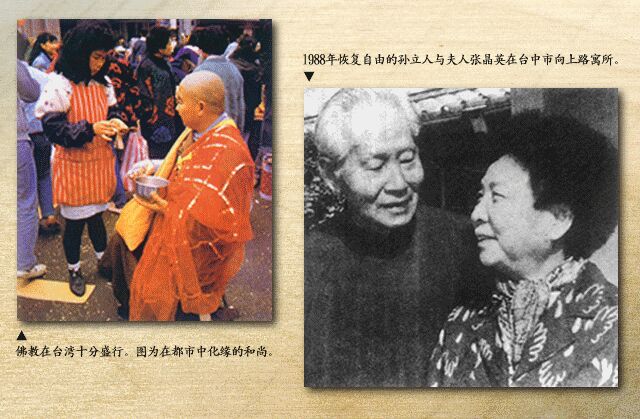 1988年恢复自由的孙立人与夫人张晶英在台中市向上路寓所。
佛教在台湾十分盛行。图为在都市中化缘的和尚。